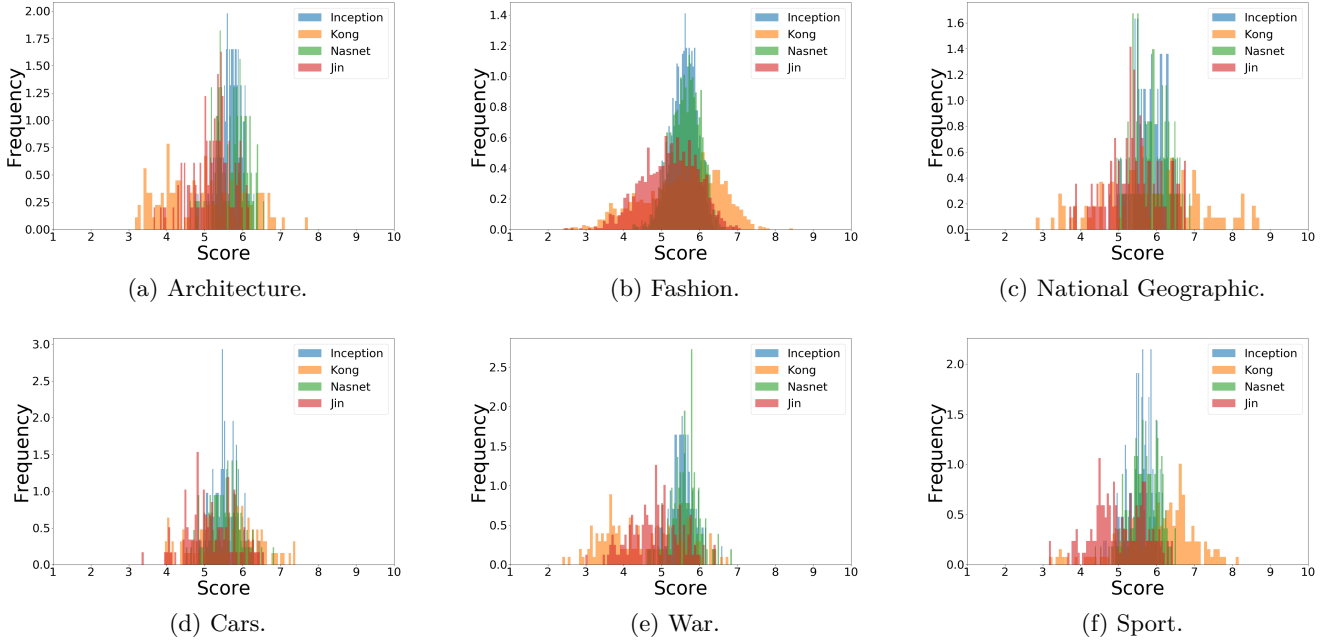 2.00
1.75
1.50
1.25
1.00
0.75
0.50
0.25
0.00
Frequency
Inception
Kong
Nasnet
Jin
1 2 3 4 5 6 7 8 9 10
Score
(a) Architecture.
1.4
1.2
1.0
0.8
0.6
0.4
0.2
0.0
Frequency
Inception
Kong
Nasnet
Jin
1 2 3 4 5 6 7 8 9 10
Score
(b) Fashion.
1.6
1.4
1.2
1.0
0.8
0.6
0.4
0.2
0.0
Frequency
Inception
Kong
Nasnet
Jin
1 2 3 4 5 6 7 8 9 10
Score
(c) National Geographic.
3.0
2.5
2.0
1.5
1.0
0.5
0.0
Frequency
Inception
Kong
Nasnet
Jin
1 2 3 4 5 6 7 8 9 10
Score
(d) Cars.
2.5
2.0
1.5
1.0
0.5
0.0
Frequency
Inception
Kong
Nasnet
Jin
1 2 3 4 5 6 7 8 9 10
Score
(e) War.
2.0
1.5
1.0
0.5
0.0
Frequency
Inception
Kong
Nasnet
Jin
1 2 3 4 5 6 7 8 9 10
Score
(f) Sport.